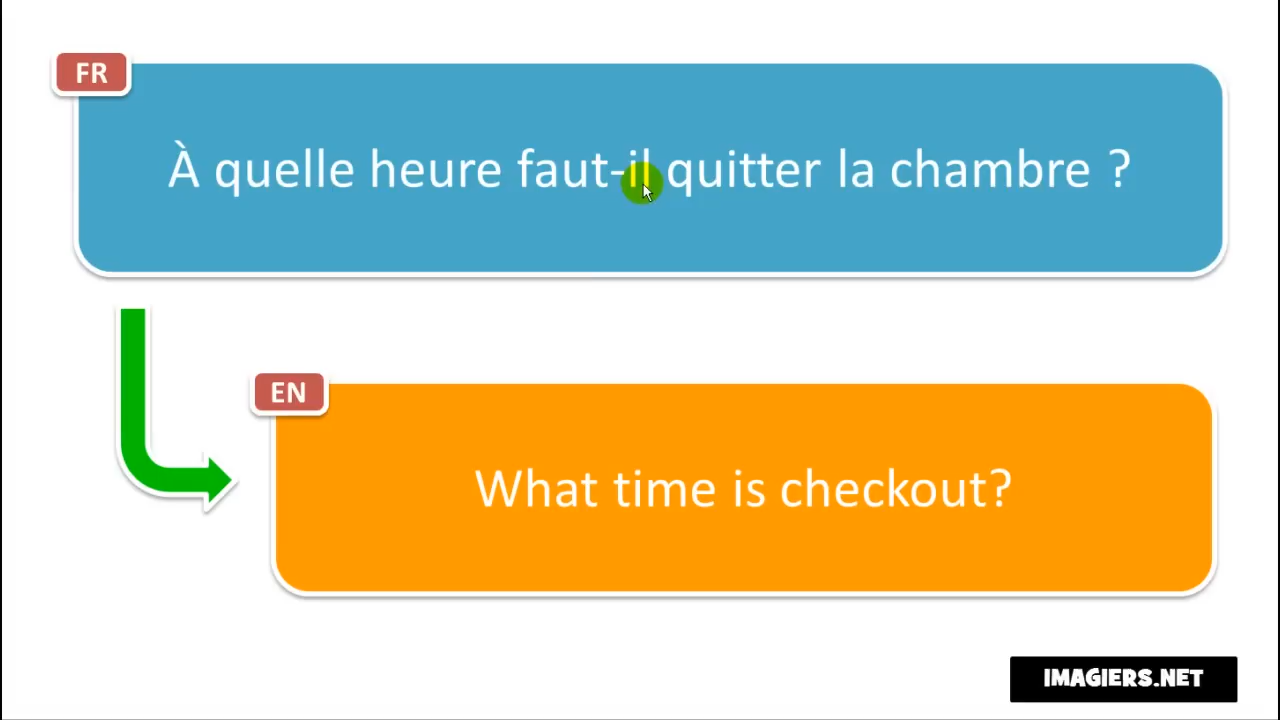 FR
À quelle heure faut-il quitter la chambre ?
EN
What time is checkout?
IMAGIERS.NET